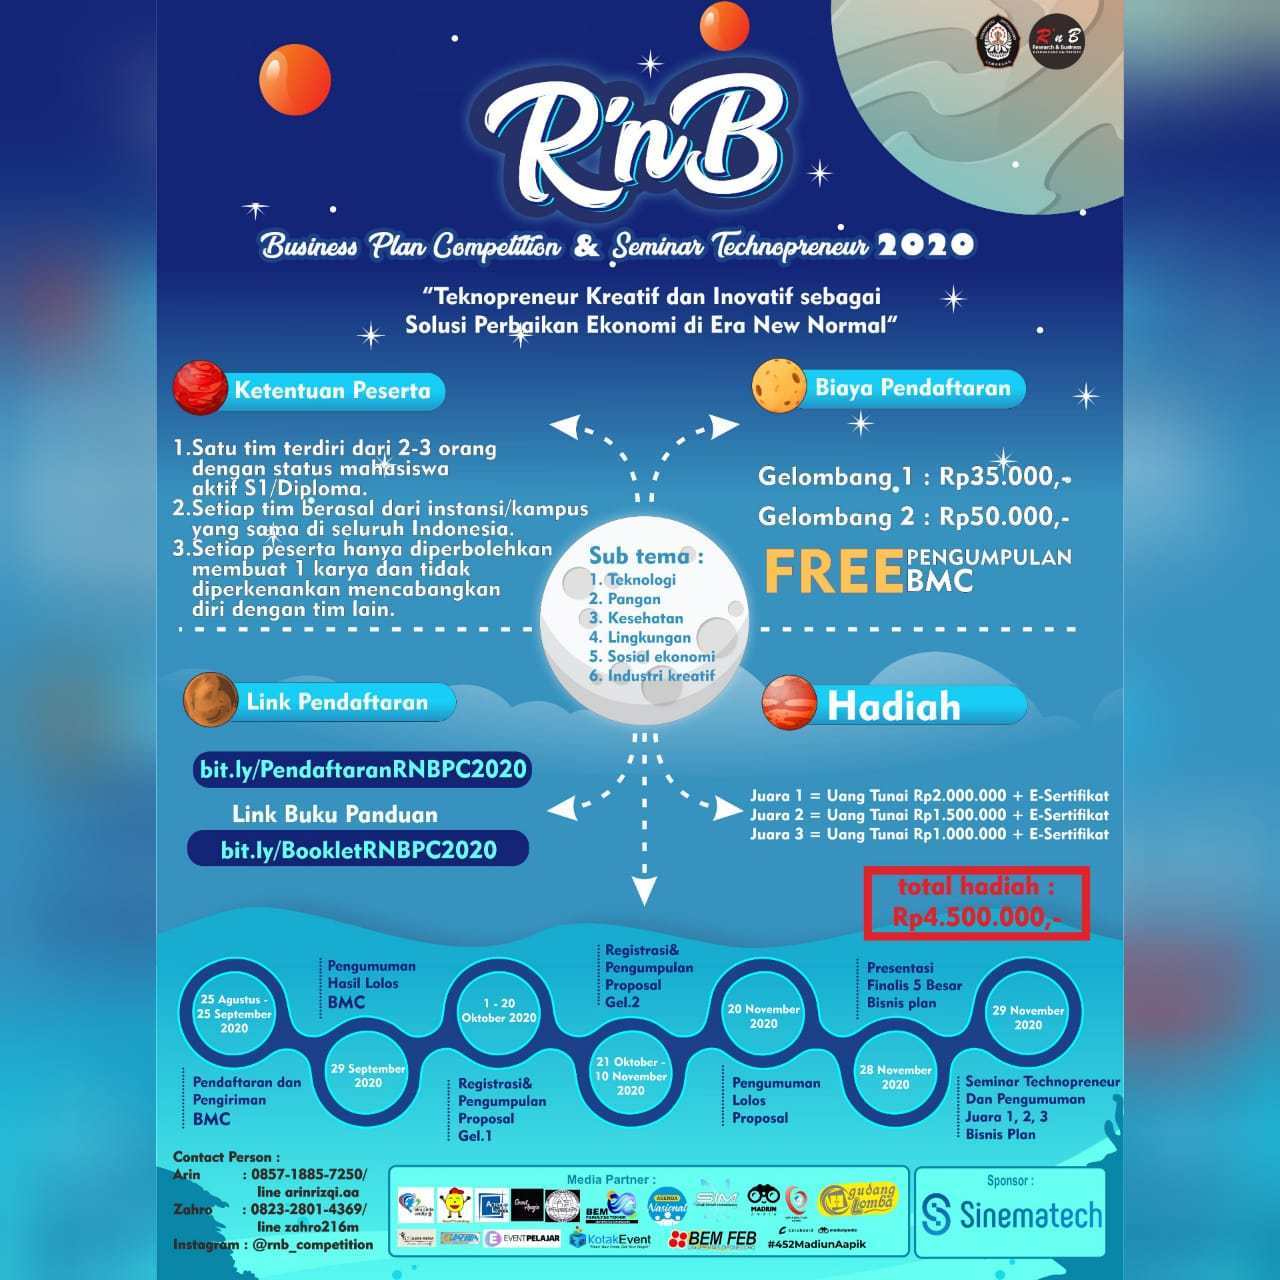 R'n B
Research & Business
R'nB
Business Plan Competition & Seminar Technopreneur 2020
“Teknopreneur Kreatif dan Inovatif sebagai
Solusi Perbaikan Ekonomi di Era New Normal“
Ketentuan Peserta
1.Satu tim terdiri dari 2-3 orang
dengan status mahasiswa
aktif S1/Diploma.
2.Setiap tim berasal dari instansi/kampus
yang sama di seluruh Indonesia.
3.Setiap peserta hanya diperbolehkan
membuat 1 karya dan tidak
diperkenankan mencabangkan
diri dengan tim lain.
Biaya Pendaftaran
Gelombang 1 : Rp35.000,-
Gelombang 2 : Rp50.000,-
FREE PENGUMPULAN
BMC
Sub tema :
1. Teknologi
2. Pangan
3. Kesehatan
4. Lingkungan
5. Sosial ekonomi
6. Industri kreatif
Link Pendaftaran
bit.ly/PendaftaranRNBPC2020
Link Buku Panduan
bit.ly/BookletRNBPC2020
Hadiah
Juara 1 = Uang Tunai Rp2.000.000 + E-Sertifikat
Juara 2 = Uang Tunai Rp1.500.000 + E-Sertifikat
Juara 3 = Uang Tunai Rp1.000.000 + E-Sertifikat
total hadiah :
Rp4.500.000,-
25 Agustus -
25 September
2020
Pendaftaran dan
Pengiriman
BMC
Pengumuman
Hasil Lolos
BMC
29 September
2020
1 - 20
Oktober 2020
Registrasi&
Pengumpulan
Proposal
Gel.1
Registrasi&
Pengumpulan
Proposal
Gel.2
21 Oktober -
10 November
2020
20 November
2020
Pengumuman
Lolos
Proposal
Presentasi
Finalis 5 Besar
Bisnis plan
28 November
2020
29 November
2020
Seminar Technopreneur
Dan Pengumuman
Juara 1, 2, 3
Bisnis Plan
Contact Person :
Arin : 0857-1885-7250/
line arinrizqi.aa
Zahro : 0823-2801-4369/
line zahro216m
Instagram : @rnb_competition
Media Partner :
BEM
AGENDA
Nasional
SIM
MADIUN
gudang
lomba
EVENTPELAJAR
KotakEvent
BEM FEB
#452MadiunAapik
Sponsor :
Sinematech